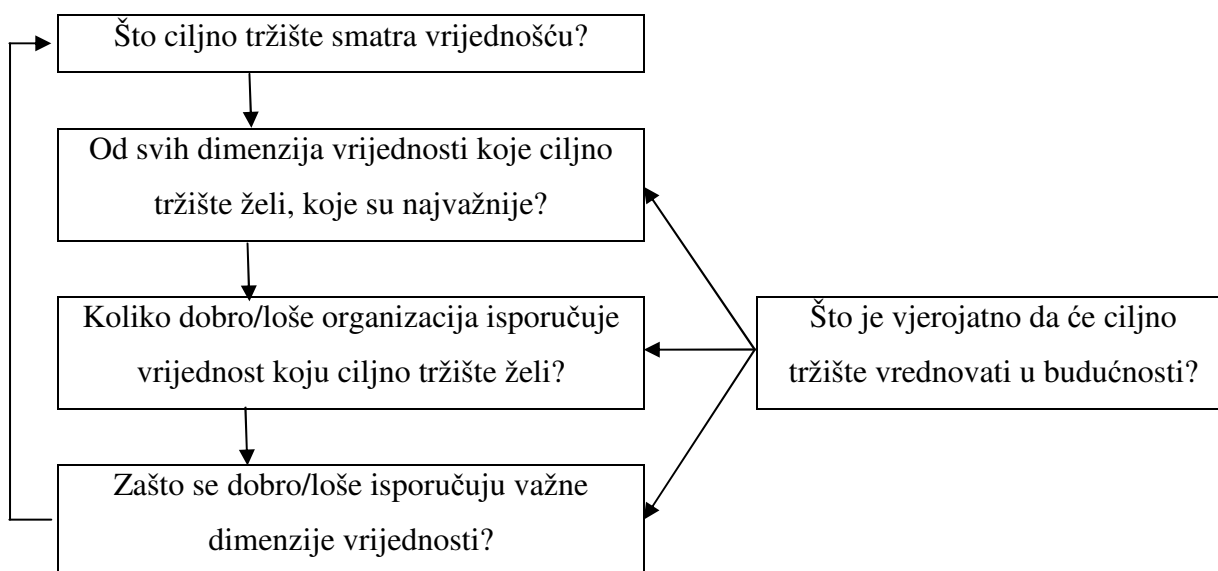 Što ciljno tržište smatra vrijednošću?
Od svih dimenzija vrijednosti koje ciljno
tržište želi, koje su najvažnije?
Koliko dobro/loše organizacija isporučuje
vrijednost koju ciljno tržište želi?
Što je vjerojatno da će ciljno
tržište vrednovati u budućnosti?
Zašto se dobro/loše isporučuju važne
dimenzije vrijednosti?